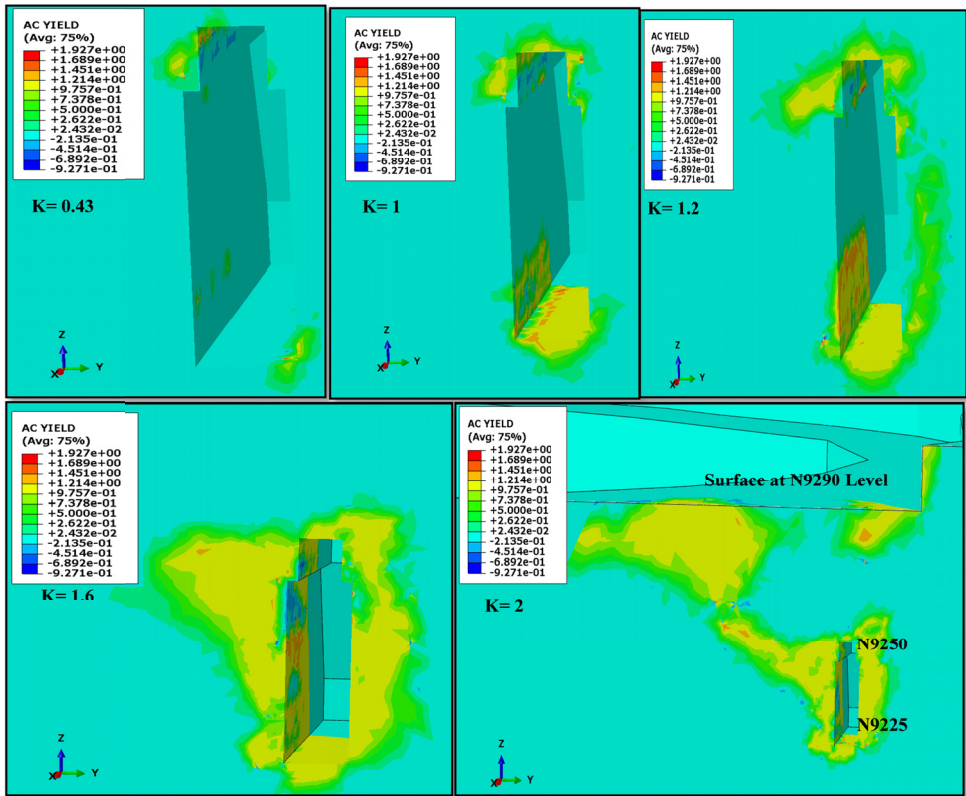 AC YIELD
(Avg: 75%)
+1.927e+00
+1.689e+00
+1.451e+00
+1.214e+00
+9.757e-01
+7.378e-01
+5.000e-01
+2.622e-01
+2.432e-02
-2.135e-01
-4.514e-01
-6.892e-01
-9.271e-01
K= 0.43
Z
X
Y
AC YIELD
(Avg: 75%)
+1.927e+00
+1.689e+00
+1.451e+00
+1.214e+00
+9.757e-01
+7.378e-01
+5.000e-01
+2.622e-01
+2.432e-02
-2.135e-01
-4.514e-01
-6.892e-01
-9.271e-01
K= 1
Z
X
Y
AC YIELD
(Avg: 75%)
+1.927e+00
+1.689e+00
+1.451e+00
+1.214e+00
+9.757e-01
+7.378e-01
+5.000e-01
+2.622e-01
+2.432e-02
-2.135e-01
-4.514e-01
-6.892e-01
-9.271e-01
K= 1.2
Z
X
Y
AC YIELD
(Avg: 75%)
+1.927e+00
+1.689e+00
+1.451e+00
+1.214e+00
+9.757e-01
+7.378e-01
+5.000e-01
+2.622e-01
+2.432e-02
-2.135e-01
-4.514e-01
-6.892e-01
-9.271e-01
K= 1.6
Z
X
Y
AC YIELD
(Avg: 75%)
+1.927e+00
+1.689e+00
+1.451e+00
+1.214e+00
+9.757e-01
+7.378e-01
+5.000e-01
+2.622e-01
+2.432e-02
-2.135e-01
-4.514e-01
-6.892e-01
-9.271e-01
K= 2
Surface at N9290 Level
N9250
N9225
Z
X
Y